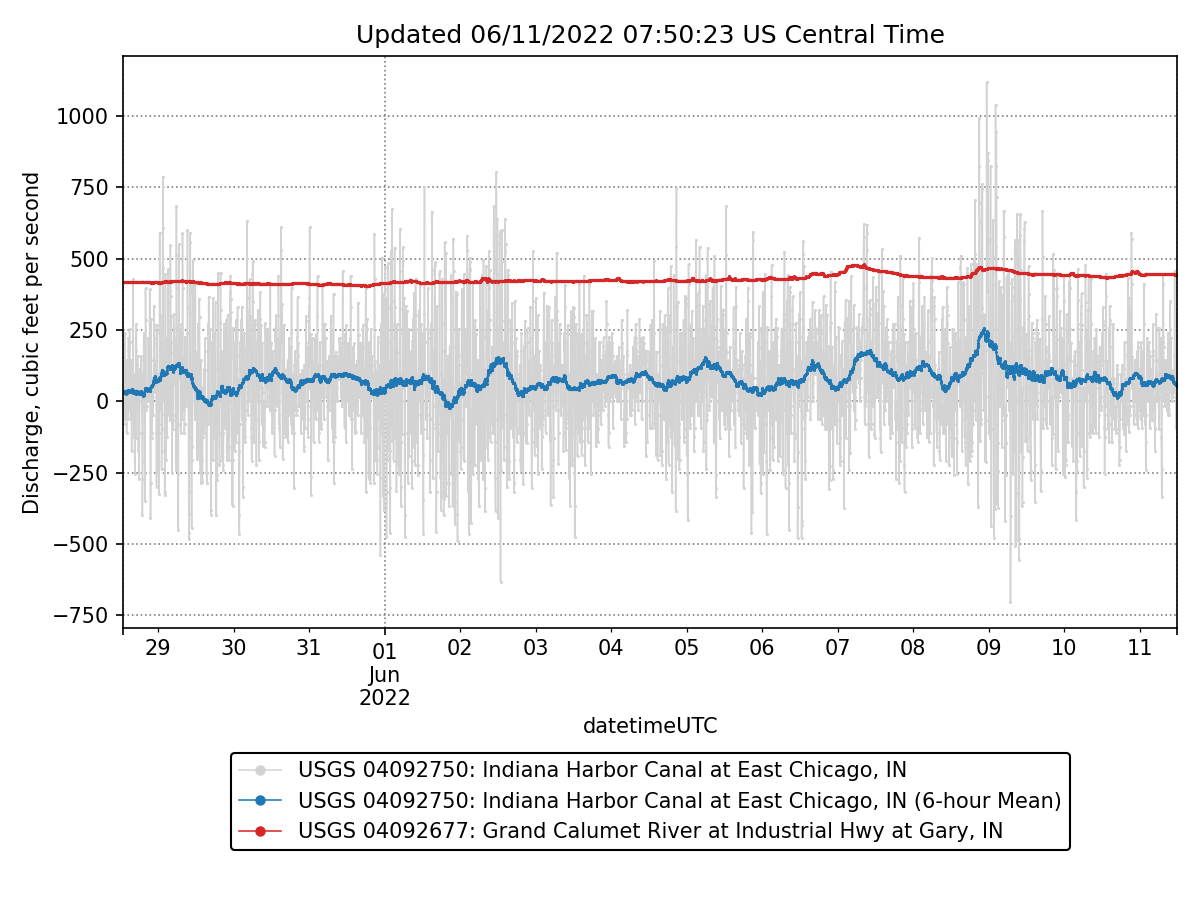 Updated 06/11/2022 07:50:23 US Central Time
Discharge, cubic feet per second
1000
750
500
250
0
−250
−500
−750
29 30 31 01 02 03 04 05 06 07 08 09 10 11
Jun
2022
datetimeUTC
USGS 04092750: Indiana Harbor Canal at East Chicago, IN
USGS 04092750: Indiana Harbor Canal at East Chicago, IN (6-hour Mean)
USGS 04092677: Grand Calumet River at Industrial Hwy at Gary, IN